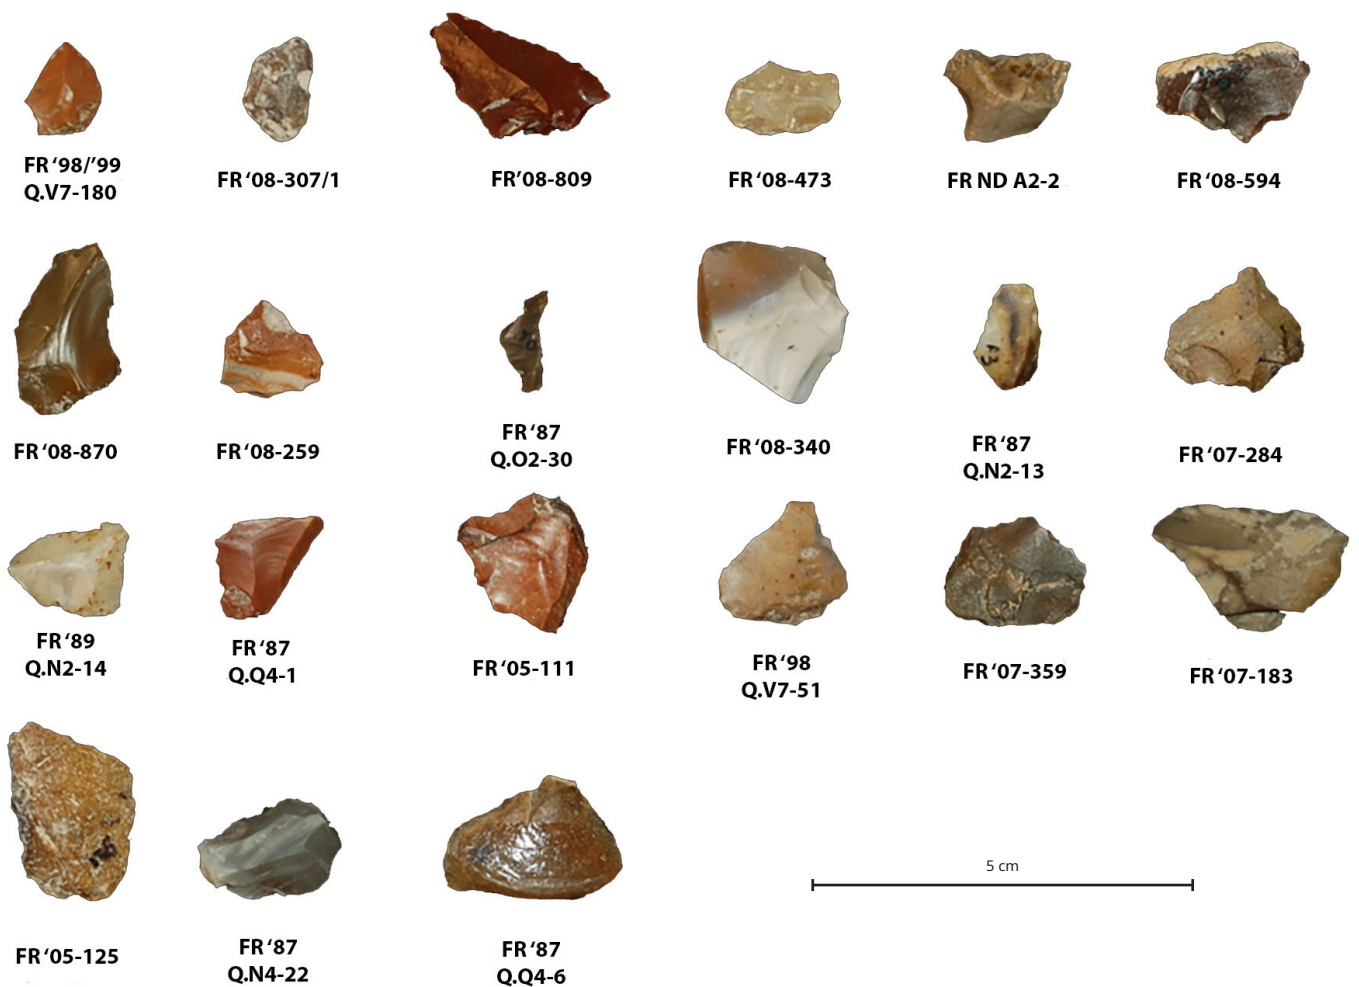 FR ‘98/’99
Q.V7-180
FR ‘08-307/1
FR’08-809
FR ‘08-473
FR ND A2-2
FR ‘08-594
FR ‘08-870
FR ‘08-259
FR ‘87
Q.O2-30
FR ‘08-340
FR ‘87
Q.N2-13
FR ‘07-284
FR ‘89
Q.N2-14
FR ‘87
Q.Q4-1
FR ‘05-111
FR ‘98
Q.V7-51
FR ‘07-359
FR ‘07-183
FR ‘05-125
FR ‘87
Q.N4-22
FR ‘87
Q.Q4-6
5 cm